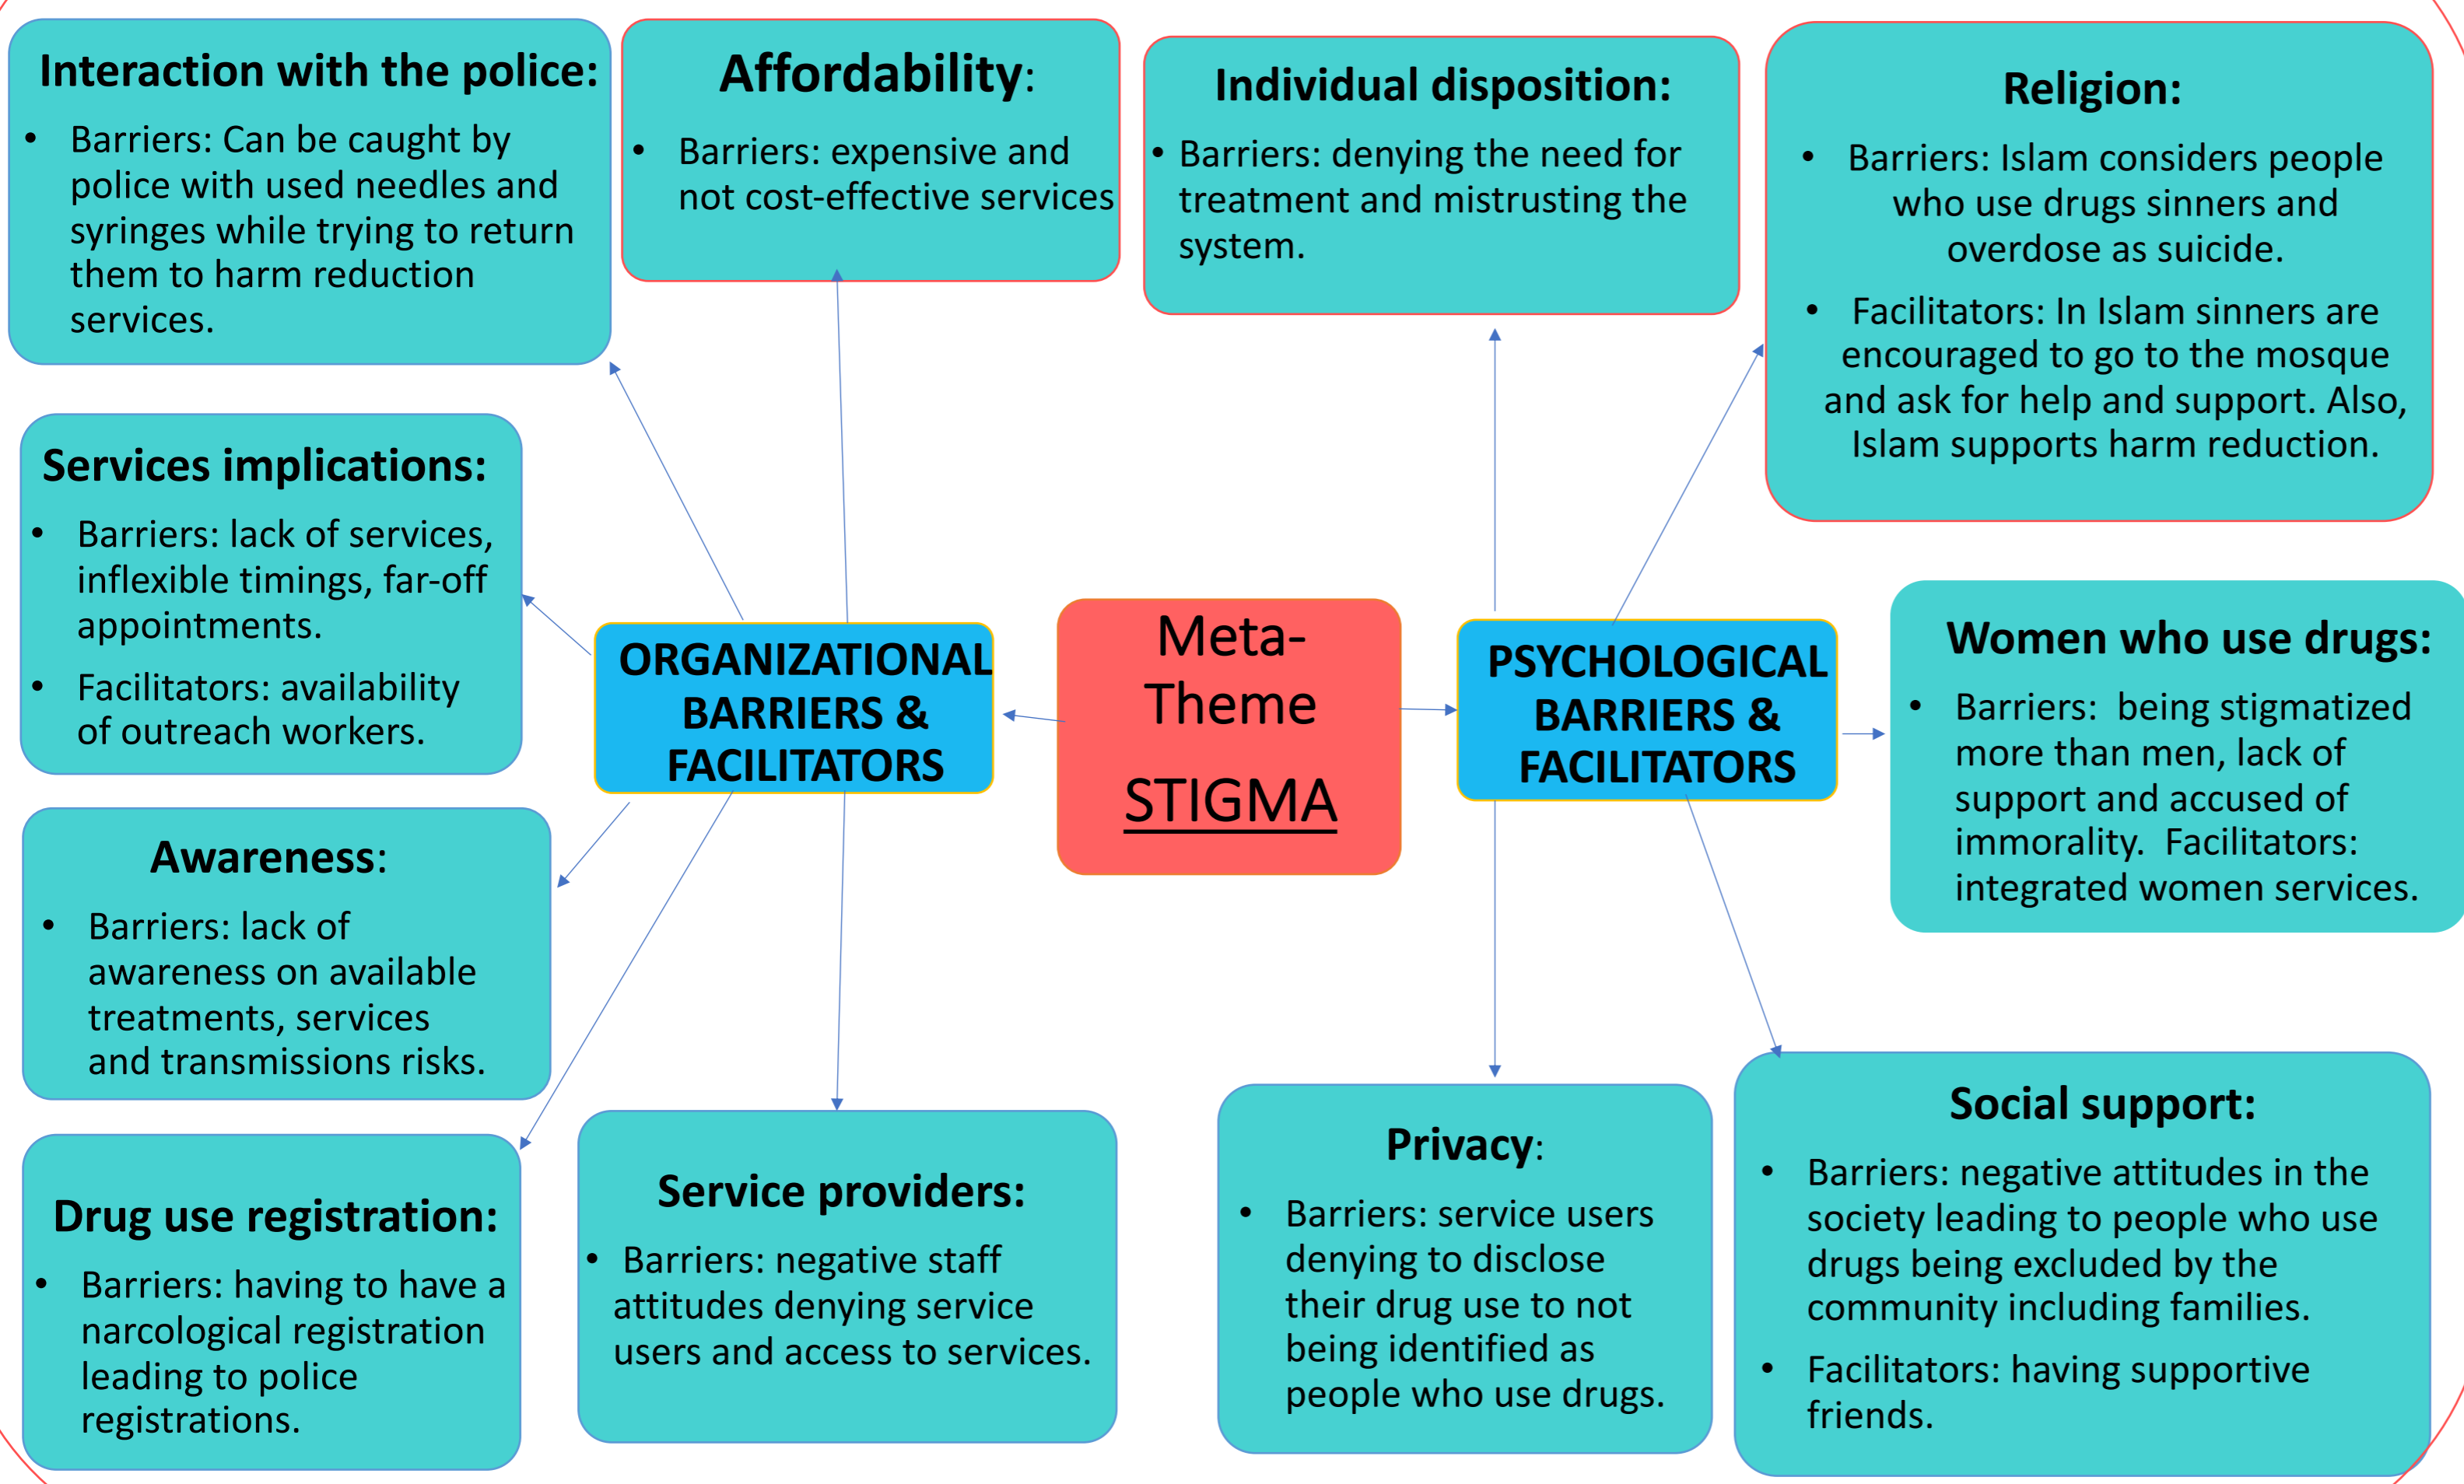 Interaction with the police:
• Barriers: Can be caught by
police with used needles and
syringes while trying to return
them to harm reduction
services.
Affordability:
• Barriers: expensive and
not cost-effective services
Individual disposition:
• Barriers: denying the need for
treatment and mistrusting the
system.
Religion:
• Barriers: Islam considers people
who use drugs sinners and
overdose as suicide.
• Facilitators: In Islam sinners are
encouraged to go to the mosque
and ask for help and support. Also,
Islam supports harm reduction.
Services implications:
• Barriers: lack of services,
inflexible timings, far-off
appointments.
• Facilitators: availability
of outreach workers.
ORGANIZATIONAL
BARRIERS &
FACILITATORS
Meta-
Theme
STIGMA
PSYCHOLOGICAL
BARRIERS &
FACILITATORS
Women who use drugs:
• Barriers:  being stigmatized
more than men, lack of
support and accused of
immorality.  Facilitators:
integrated women services.
Awareness:
• Barriers: lack of
awareness on available
treatments, services
and transmissions risks.
Drug use registration:
• Barriers: having to have a
narcological registration
leading to police
registrations.
Service providers:
• Barriers: negative staff
attitudes denying service
users and access to services.
Privacy:
• Barriers: service users
denying to disclose
their drug use to not
being identified as
people who use drugs.
Social support:
• Barriers: negative attitudes in the
society leading to people who use
drugs being excluded by the
community including families.
• Facilitators: having supportive
friends.